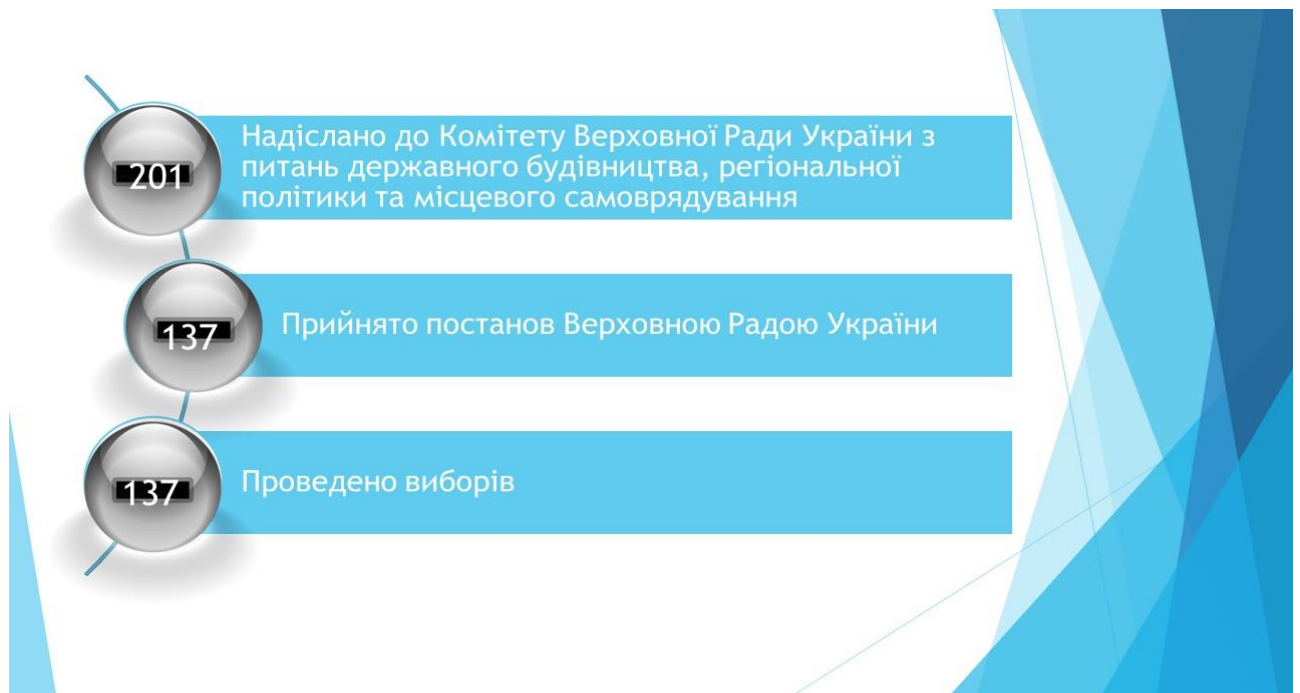 201
Надіслано до Комітету Верховної Ради України з
питань державного будівництва, регіональної
політики та місцевого самоврядування
137
Прийнято постанов Верховною Радою України
137
Проведено виборів